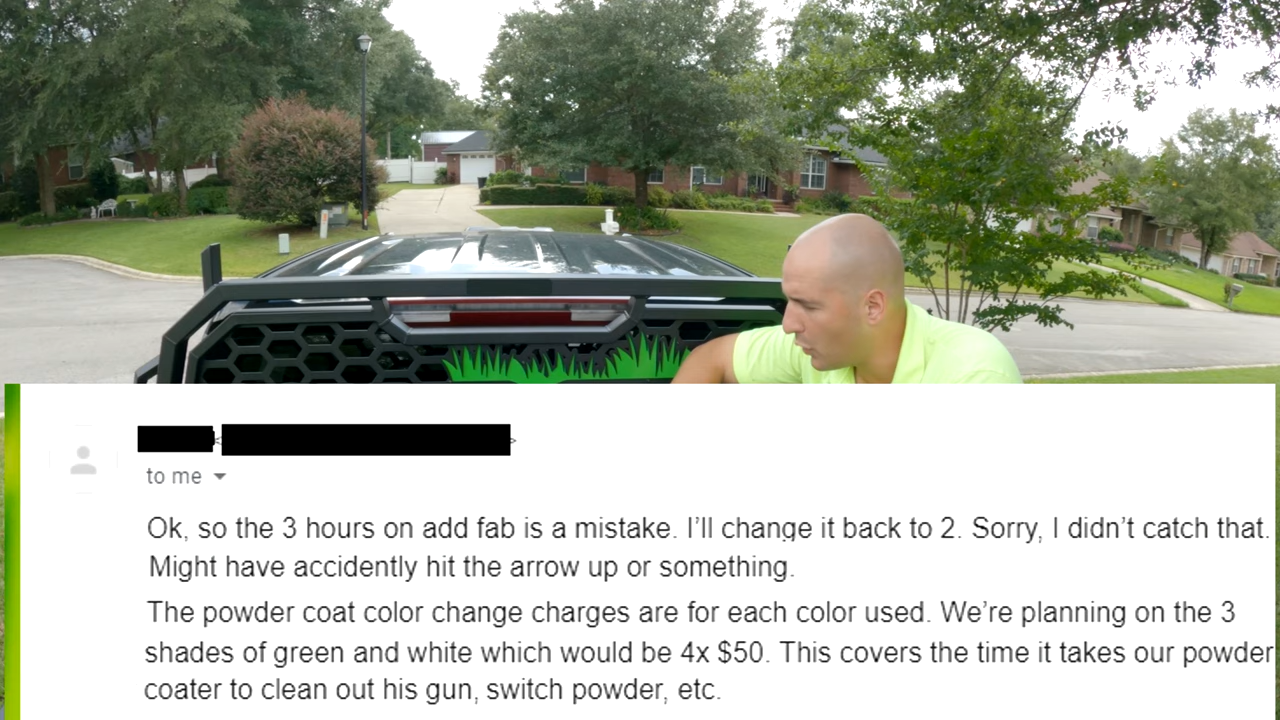 to me
Ok, so the 3 hours on add fab is a mistake. I’ll change it back to 2. Sorry, I didn’t catch that.
Might have accidently hit the arrow up or something.
The powder coat color change charges are for each color used. We’re planning on the 3
shades of green and white which would be 4x $50. This covers the time it takes our powder
coater to clean out his gun, switch powder, etc.